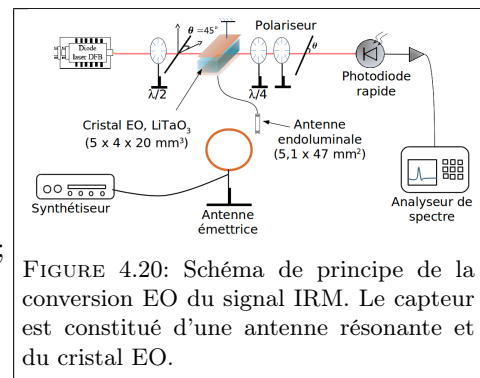 Diode
laser DFB
θ =45°
Polariseur
θ
λ/2
λ/4
Photodiode
rapide
Cristal EO, LiTaO₃
(5 x 4 x 20 mm³)
Antenne
endoluminale
(5,1 x 47 mm²)
Synthétiseur
Antenne
émettrice
Analyseur de
spectre
;
FIGURE 4.20: Schéma de principe de la
conversion EO du signal IRM. Le capteur
est constitué d'une antenne résonante et
du cristal EO.